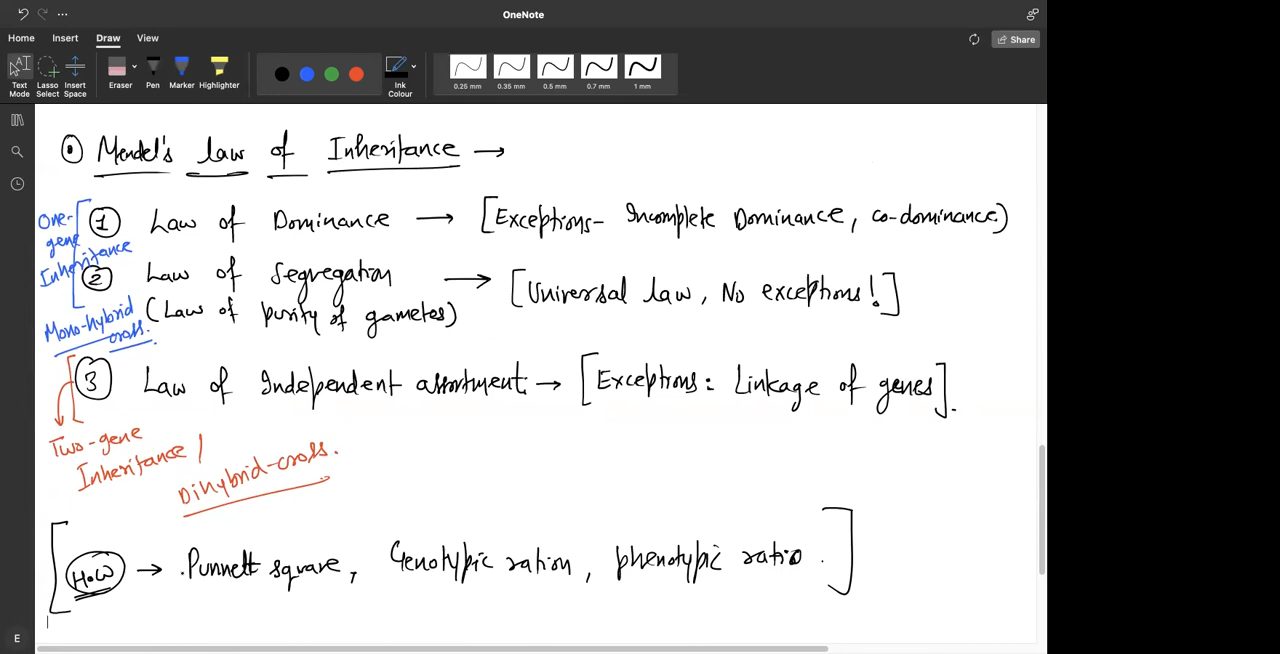 OneNote
Home Insert Draw View
Share
Text Mode
Lasso Select
Insert Space
Eraser
Pen
Marker
Highlighter
Ink Colour
0.25 mm 0.35 mm 0.5 mm 0.7 mm 1 mm
Mendel's law of Inheritance →
One-gene Inheritance
① Law of Dominance → [Exceptions- Incomplete Dominance, co-dominance)
② Law of Segregation → [Universal law, No exceptions!]
(Law of purity of gametes)
Mono-hybrid cross.
③ Law of Independent assortment: → [Exceptions: Linkage of genes].
Two-gene
Inheritance /
Dihybrid-cross.
[H.W → Punnett square, Genotypic ration, phenotypic ratio.]
E